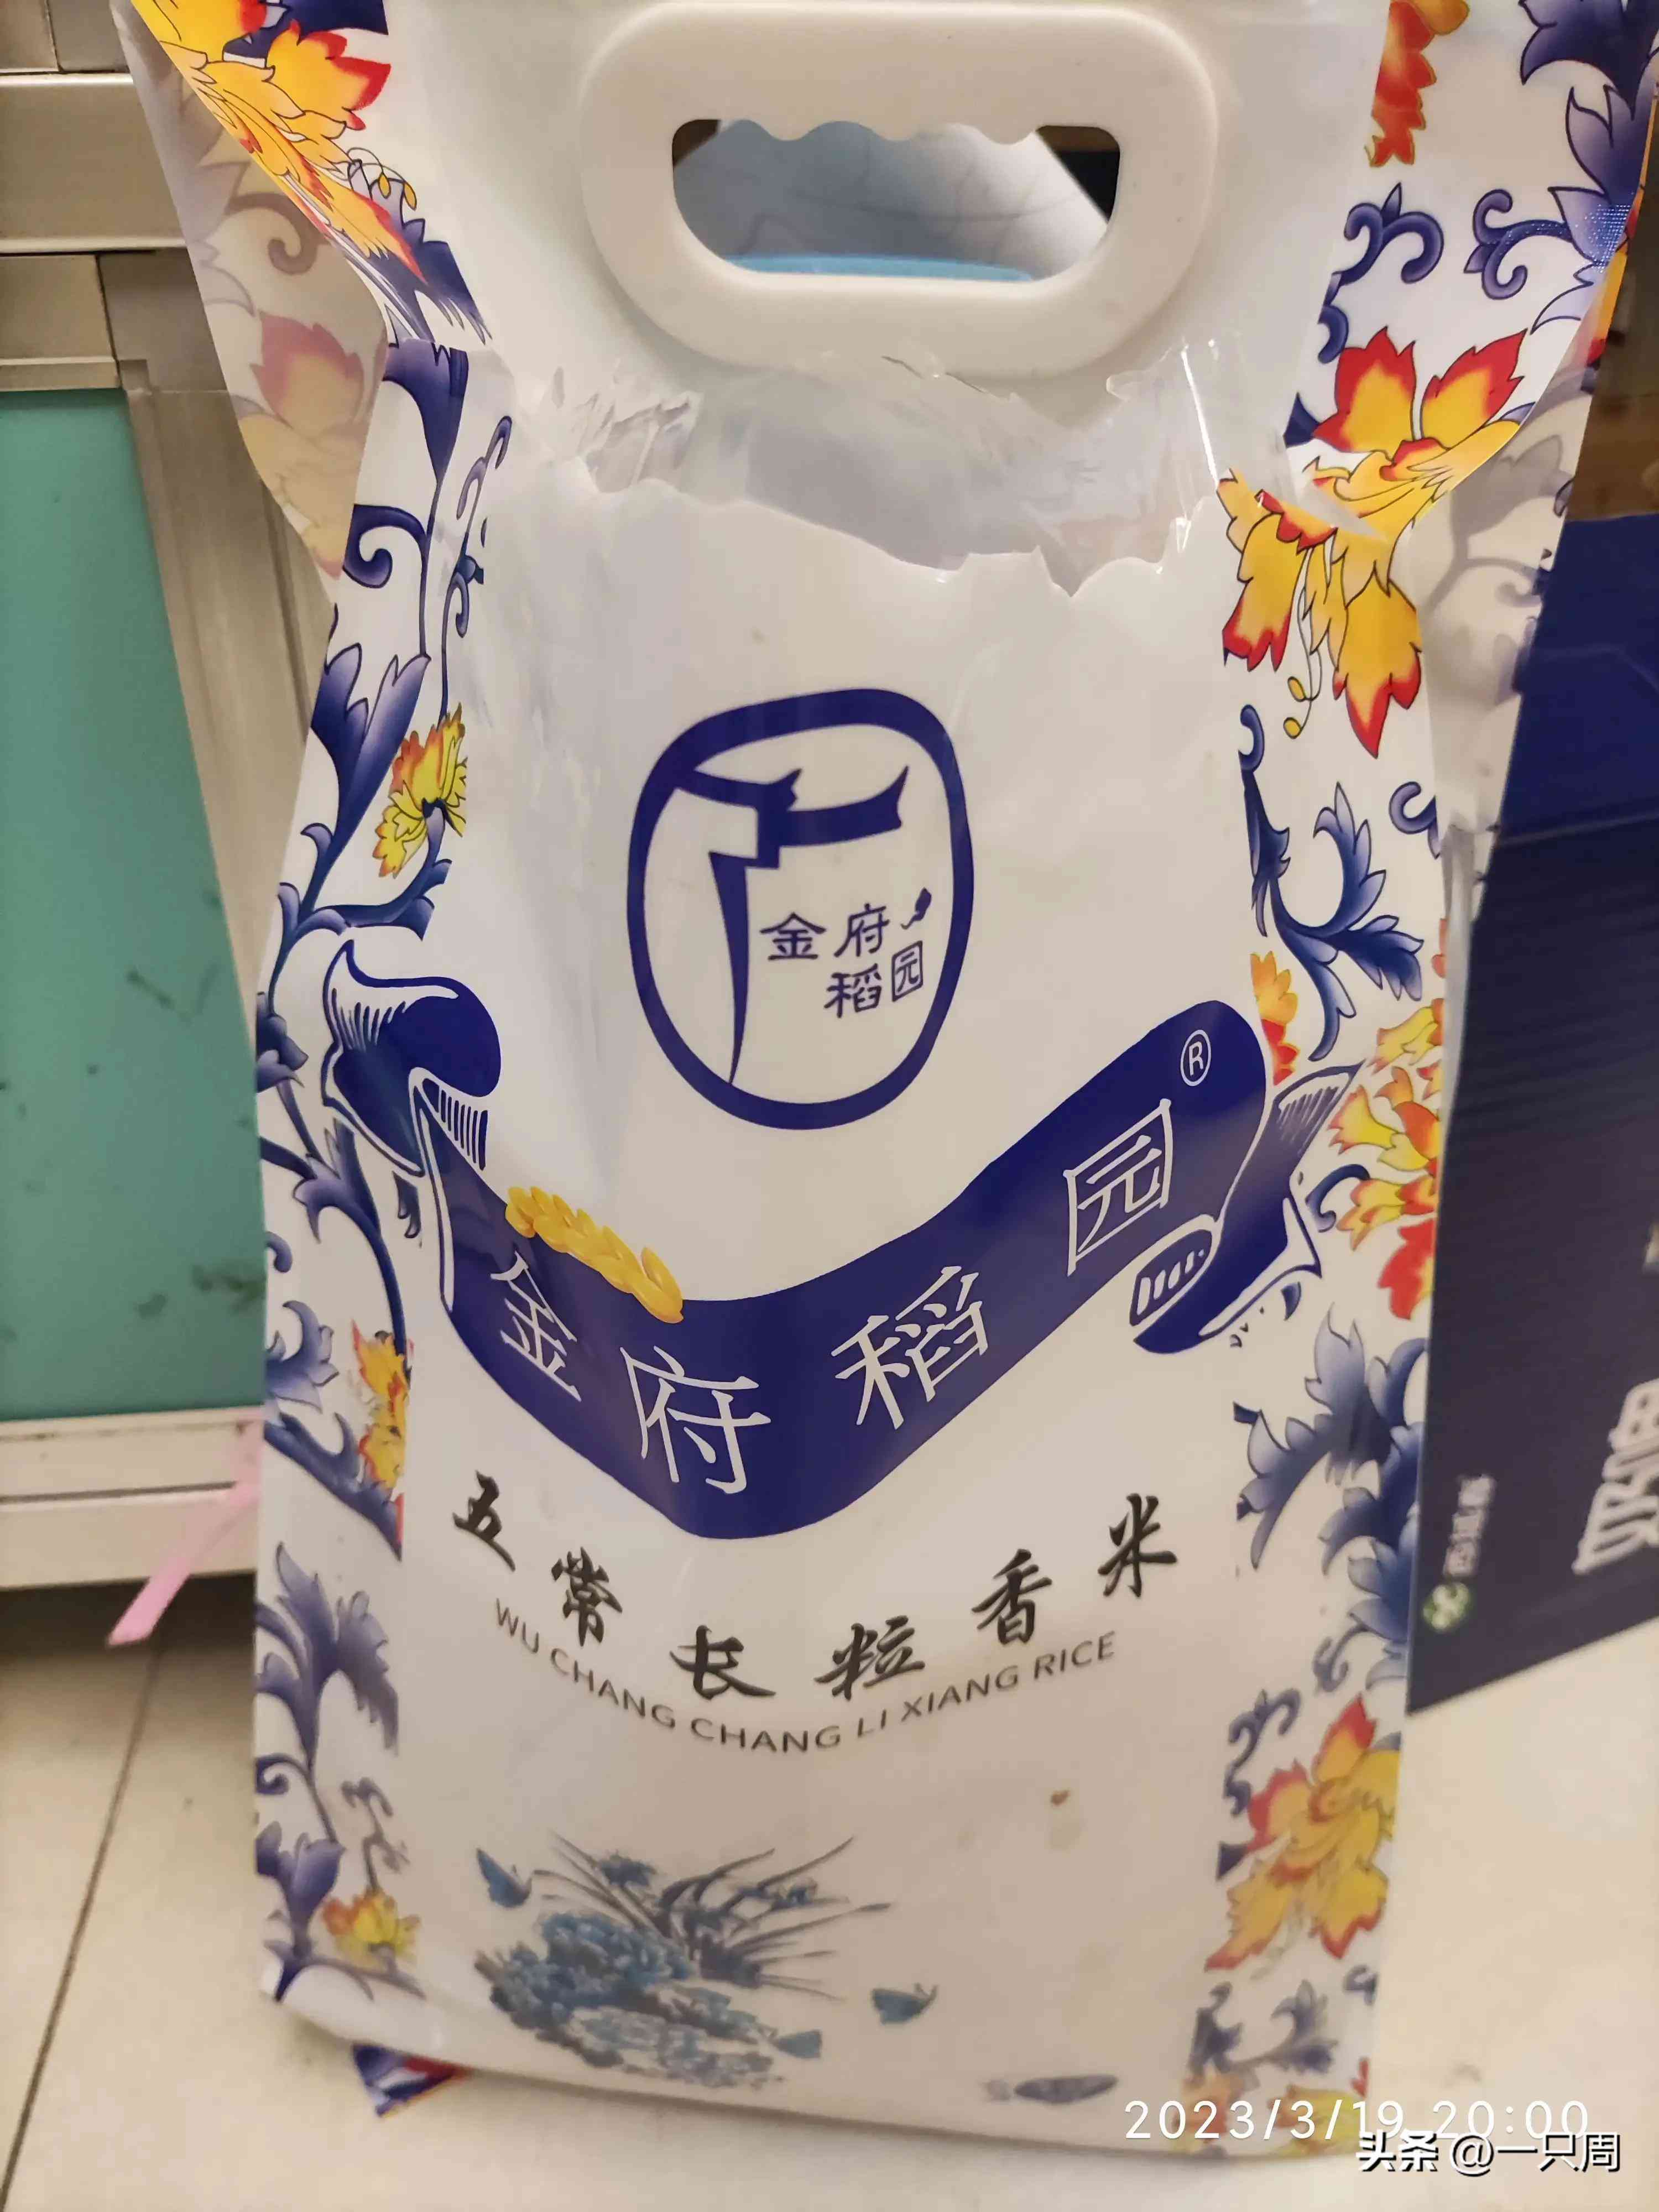 金府
稻园
金府稻园®
五常长粒香米
WU CHANG CHANG LI XIANG RICE
2023/3/19 20:00
头条 @一只周